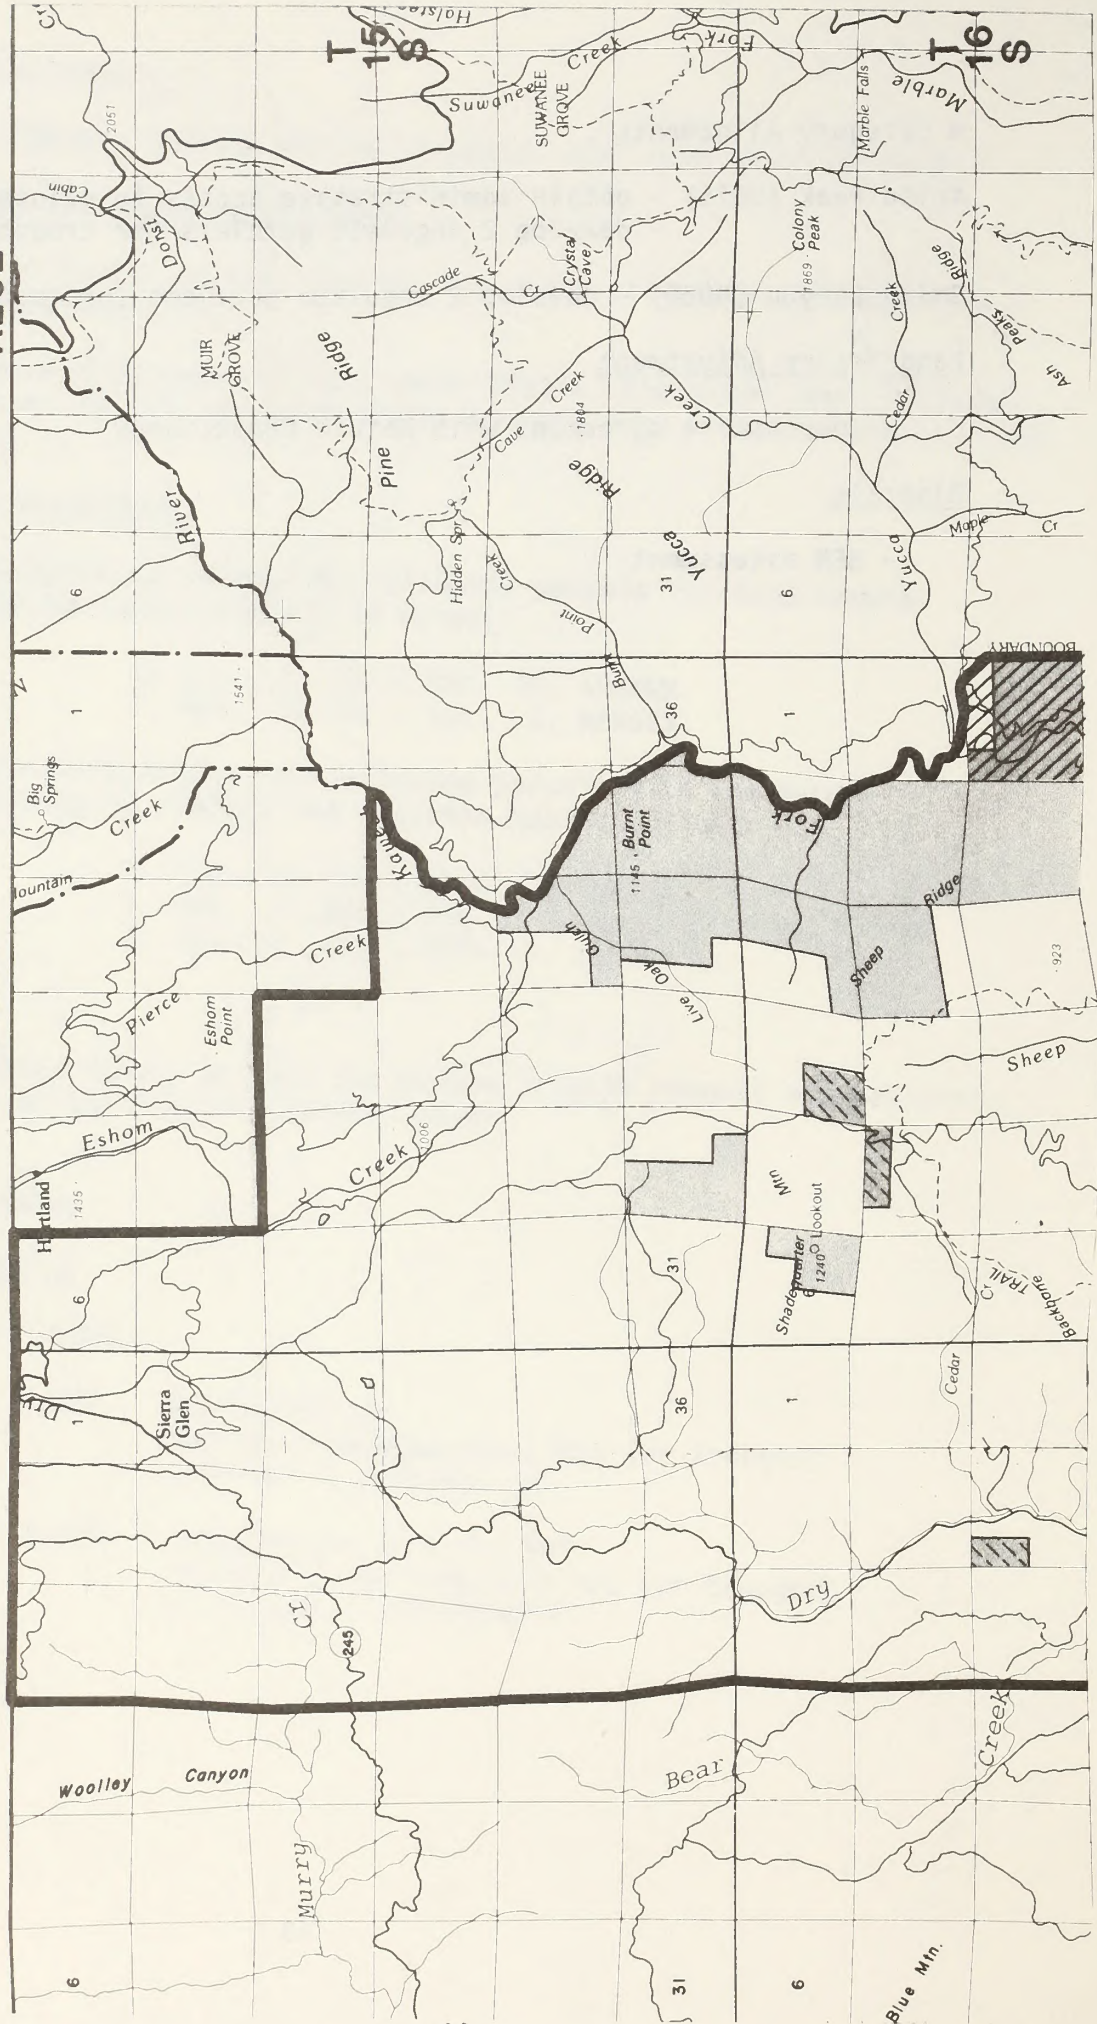 Halstead
T
15
S
Cr
2051
Cabin
Dorst
Suwanee
Creek
SUWANEE
GROVE
Fork
Marble Falls
T
16
S
Marble
MUIR
GROVE
Cascade
Cr
Crystal
Cave
Colony
Peak
1869
Creek
Ridge
Peaks
Ash
Ridge
Pine
Cave
Creek
1804
Creek
Cedar
River
6
Hidden Spr
Creek
Point
Burnt
Ridge
Yucca
31
6
Yucca
Maple
Cr
BOUNDARY
1
1541
36
1
Big
Springs
Creek
Mountain
Kaweah
Fork
1145
Burnt
Point
Pierce
Creek
Eshom
Point
Gulch
Live Oak
Sheep
Ridge
923
Sheep
Eshom
Hartland
1435
Creek
1006
Mtn
Shadequarter
6
1240
Lookout
Cr
TRAIL
Backbone
6
31
Dry
1
Sierra
Glen
36
1
Cedar
Cr
245
Dry
Woolley Canyon
Murry
Bear
Creek
6
31
6
Blue Mtn.